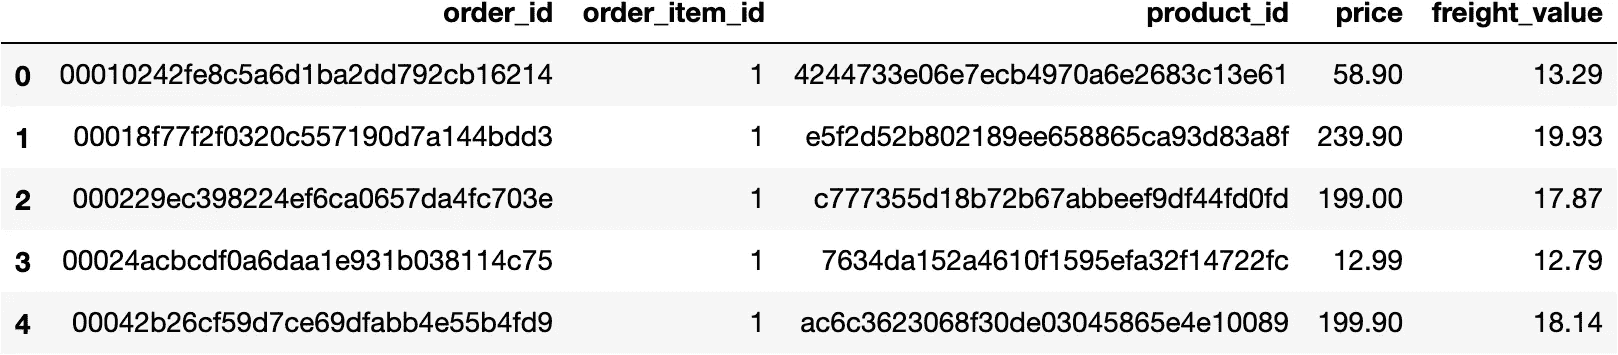 order_id order_item_id product_id price freight_value
0 00010242fe8c5a6d1ba2dd792cb16214 1 4244733e06e7ecb4970a6e2683c13e61 58.90 13.29
1 00018f77f2f0320c557190d7a144bdd3 1 e5f2d52b802189ee658865ca93d83a8f 239.90 19.93
2 000229ec398224ef6ca0657da4fc703e 1 c777355d18b72b67abbeef9df44fd0fd 199.00 17.87
3 00024acbcdf0a6daa1e931b038114c75 1 7634da152a4610f1595efa32f14722fc 12.99 12.79
4 00042b26cf59d7ce69dfabb4e55b4fd9 1 ac6c3623068f30de03045865e4e10089 199.90 18.14